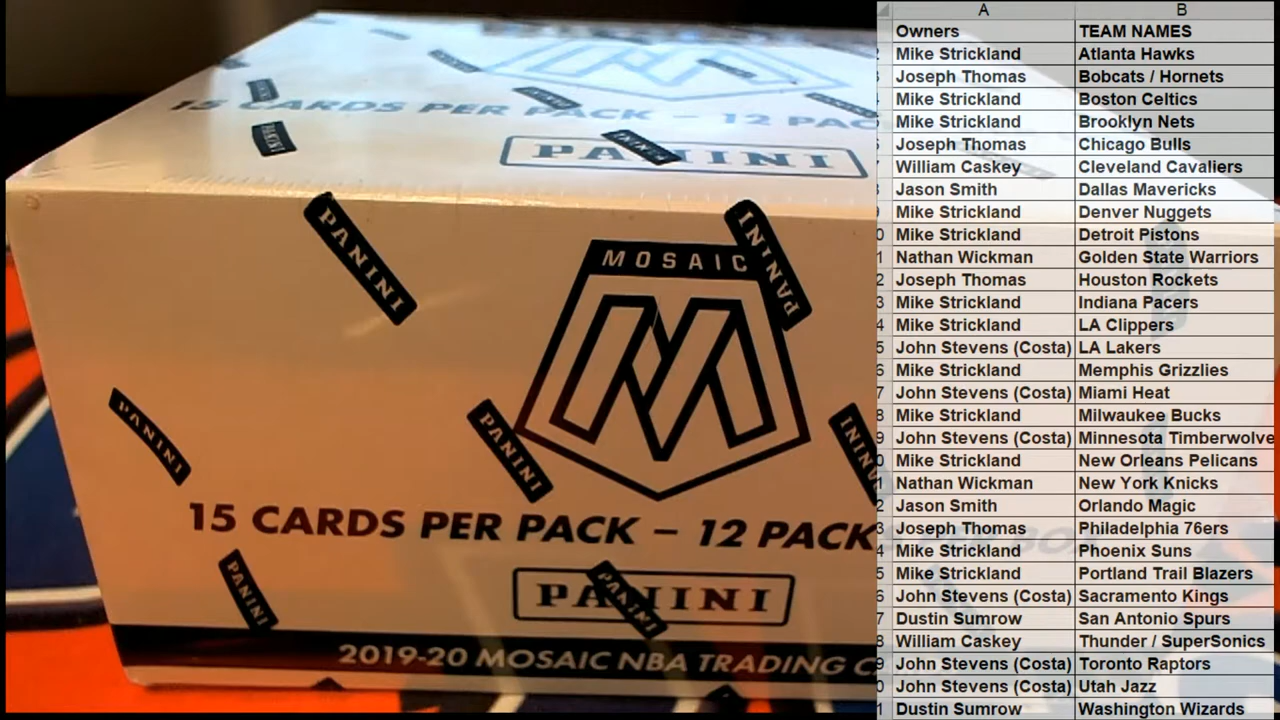 15 CARDS PER PACK – 12 PAC
PANINI
PANINI
PANINI
PANINI
MOSAIC
M
PANINI
PANINI
PANINI
15 CARDS PER PACK – 12 PACK
PANINI
PANINI
PANINI
2019-20 MOSAIC NBA TRADING C
A B
Owners TEAM NAMES
Mike Strickland Atlanta Hawks
Joseph Thomas Bobcats / Hornets
Mike Strickland Boston Celtics
Mike Strickland Brooklyn Nets
Joseph Thomas Chicago Bulls
William Caskey Cleveland Cavaliers
Jason Smith Dallas Mavericks
Mike Strickland Denver Nuggets
Mike Strickland Detroit Pistons
Nathan Wickman Golden State Warriors
Joseph Thomas Houston Rockets
Mike Strickland Indiana Pacers
Mike Strickland LA Clippers
John Stevens (Costa) LA Lakers
Mike Strickland Memphis Grizzlies
John Stevens (Costa) Miami Heat
Mike Strickland Milwaukee Bucks
John Stevens (Costa) Minnesota Timberwolve
Mike Strickland New Orleans Pelicans
Nathan Wickman New York Knicks
Jason Smith Orlando Magic
Joseph Thomas Philadelphia 76ers
Mike Strickland Phoenix Suns
Mike Strickland Portland Trail Blazers
John Stevens (Costa) Sacramento Kings
Dustin Sumrow San Antonio Spurs
William Caskey Thunder / SuperSonics
John Stevens (Costa) Toronto Raptors
John Stevens (Costa) Utah Jazz
Dustin Sumrow Washington Wizards